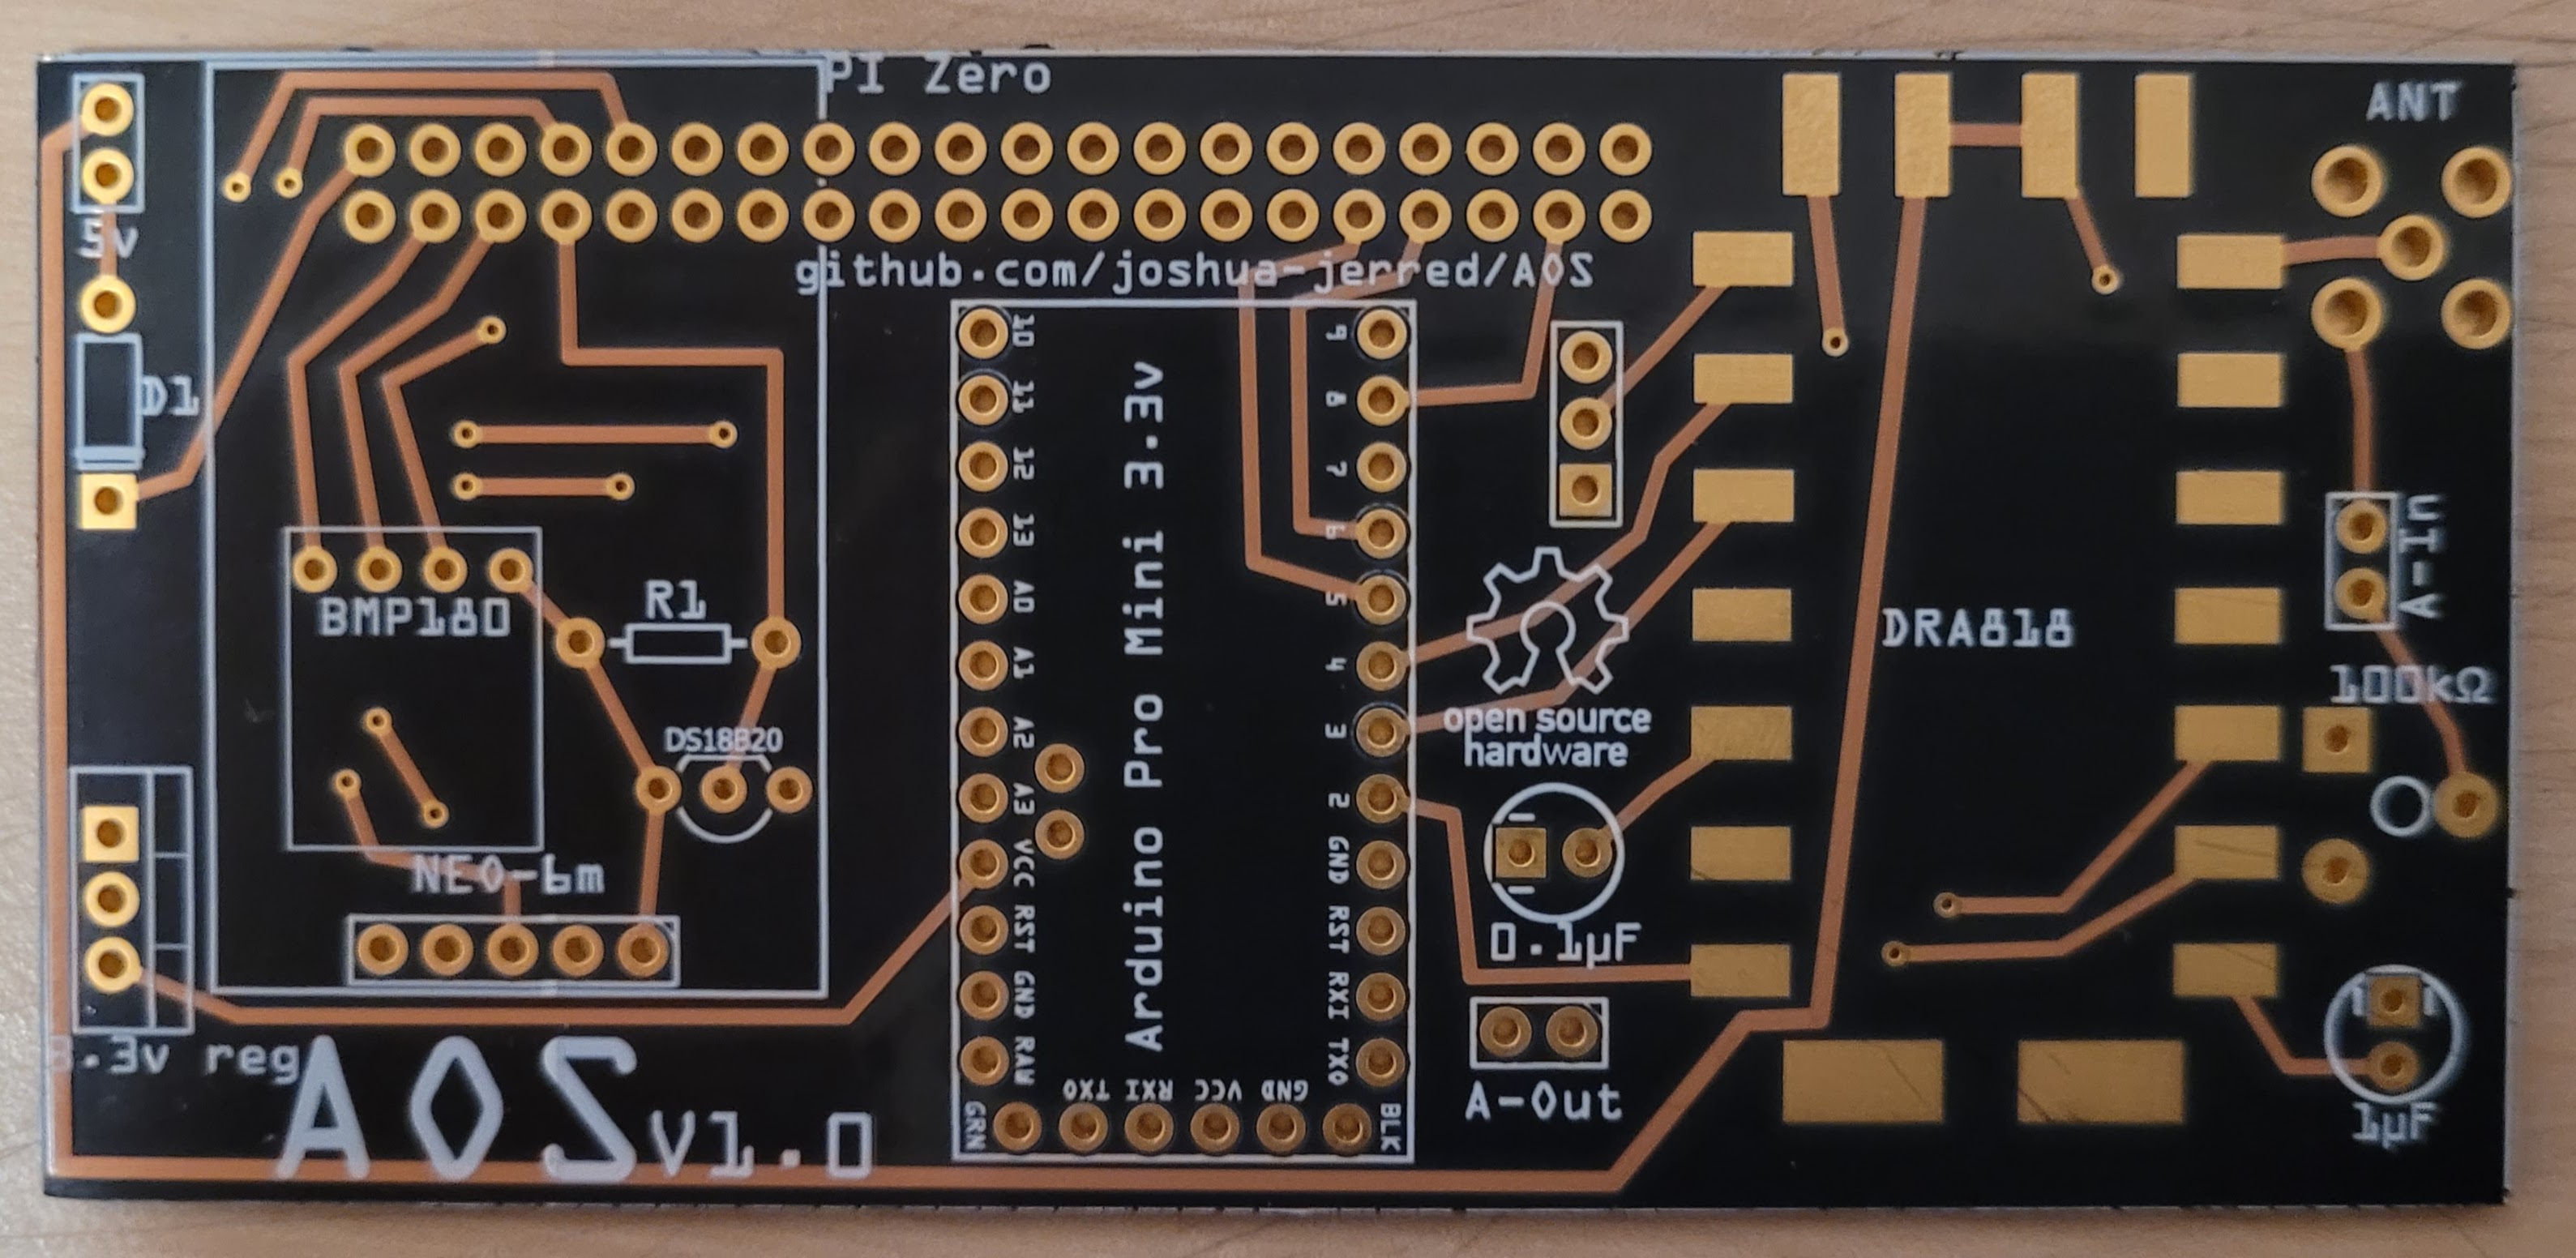 PI Zero
ANT
5v
github.com/joshua-jerred/AOS
D1
10
11
12
13
A0
A1
A2
A3
VCC
RST
GND
RAW
Arduino Pro Mini 3.3v
9
8
7
6
5
4
3
2
GND
RST
RXI
TXO
GRN
TXO
RXI
VCC
GND
BLK
BMP180
R1
DS18B20
NEO-6m
3.3v reg
AOS V1.0
open source
hardware
0.1µF
A-Out
DRA818
A-In
100kΩ
1µF